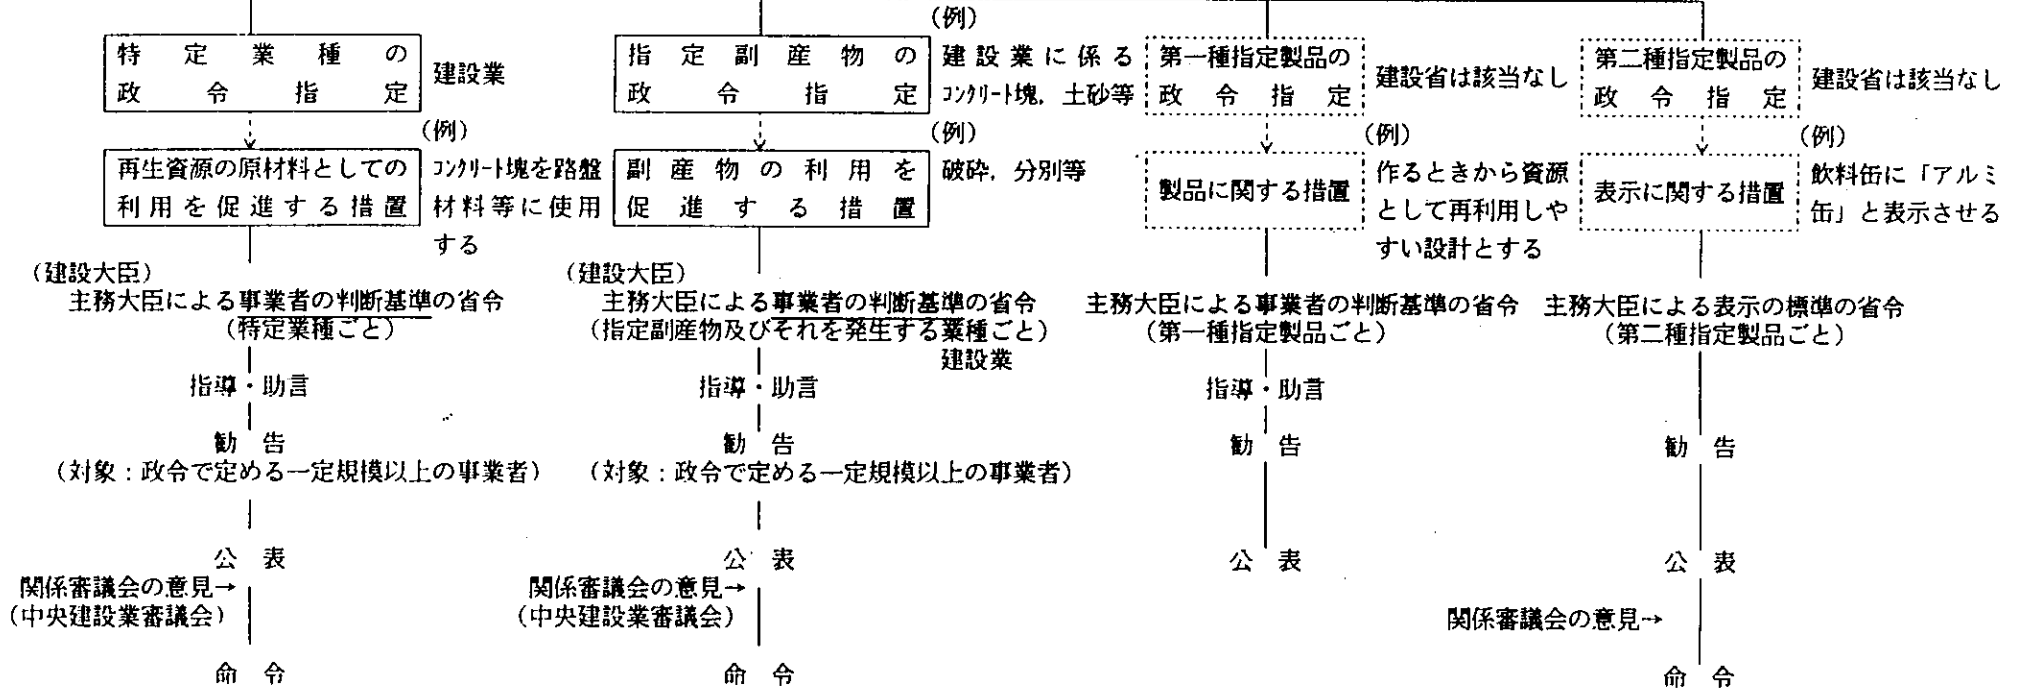 特定業種の
政令指定
建設業
(例)
再生資源の原材料としての
利用を促進する措置
コンクリート塊を路盤
材料等に使用
する
(建設大臣)
主務大臣による事業者の判断基準の省令
(特定業種ごと)
指導・助言
勧告
(対象:政令で定める一定規模以上の事業者)
公表
関係審議会の意見→
(中央建設業審議会)
命令
指定副産物の
政令指定
(例)
建設業に係る
コンクリート塊,土砂等
(例)
副産物の利用を
促進する措置
破砕,分別等
(建設大臣)
主務大臣による事業者の判断基準の省令
(指定副産物及びそれを発生する業種ごと)
建設業
指導・助言
勧告
(対象:政令で定める一定規模以上の事業者)
公表
関係審議会の意見→
(中央建設業審議会)
命令
第一種指定製品の
政令指定
建設省は該当なし
(例)
製品に関する措置
作るときから資源
として再利用しや
すい設計とする
主務大臣による事業者の判断基準の省令
(第一種指定製品ごと)
指導・助言
勧告
公表
第二種指定製品の
政令指定
建設省は該当なし
(例)
表示に関する措置
飲料缶に「アルミ
缶」と表示させる
主務大臣による表示の標準の省令
(第二種指定製品ごと)
勧告
公表
関係審議会の意見→
命令